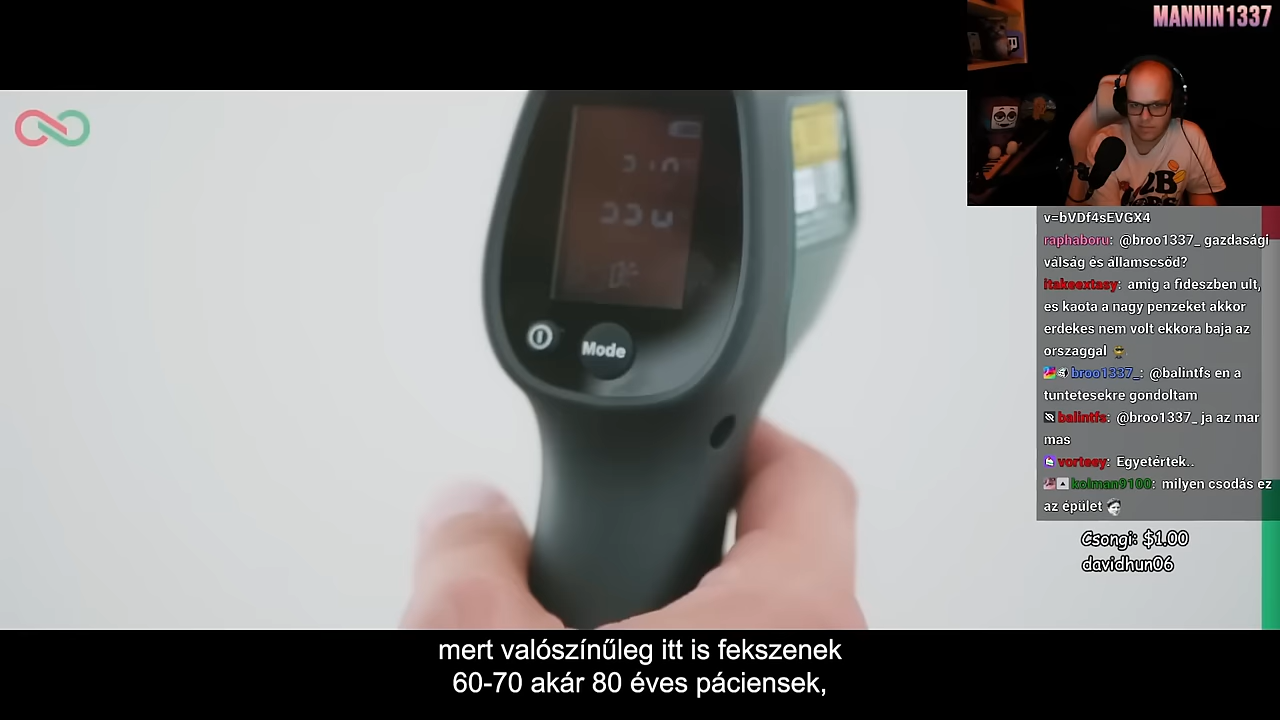 MANNIN1337
Mode
v=bVDf4sEVGX4
raphaboru: @broo1337_ gazdasági
válság és államcsőd?
itakeextasy: amig a fideszben ult,
es kaota a nagy penzeket akkor
erdekes nem volt ekkora baja az
orszaggal
broo1337_: @balintfs en a
tuntetesekre gondoltam
balintfs: @broo1337_ ja az mar
mas
vorteey: Egyetértek..
kolman9100: milyen csodás ez
az épület
Csongi: $1.00
davidhun06
mert valószínűleg itt is fekszenek
60-70 akár 80 éves páciensek,